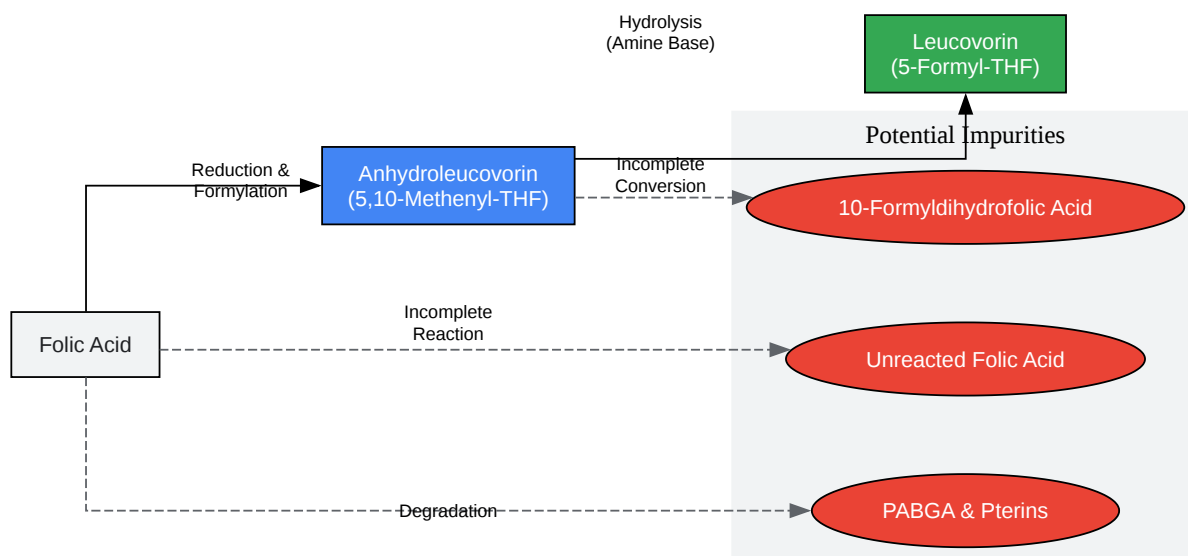 Hydrolysis
(Amine Base)
Leucovorin
(5-Formyl-THF)
Potential Impurities
Reduction &
Formylation
Anhydroleucovorin
(5,10-Methenyl-THF)
Incomplete
Conversion
10-Formyldihydrofolic Acid
Folic Acid
Incomplete
Reaction
Unreacted Folic Acid
Degradation
PABGA & Pterins